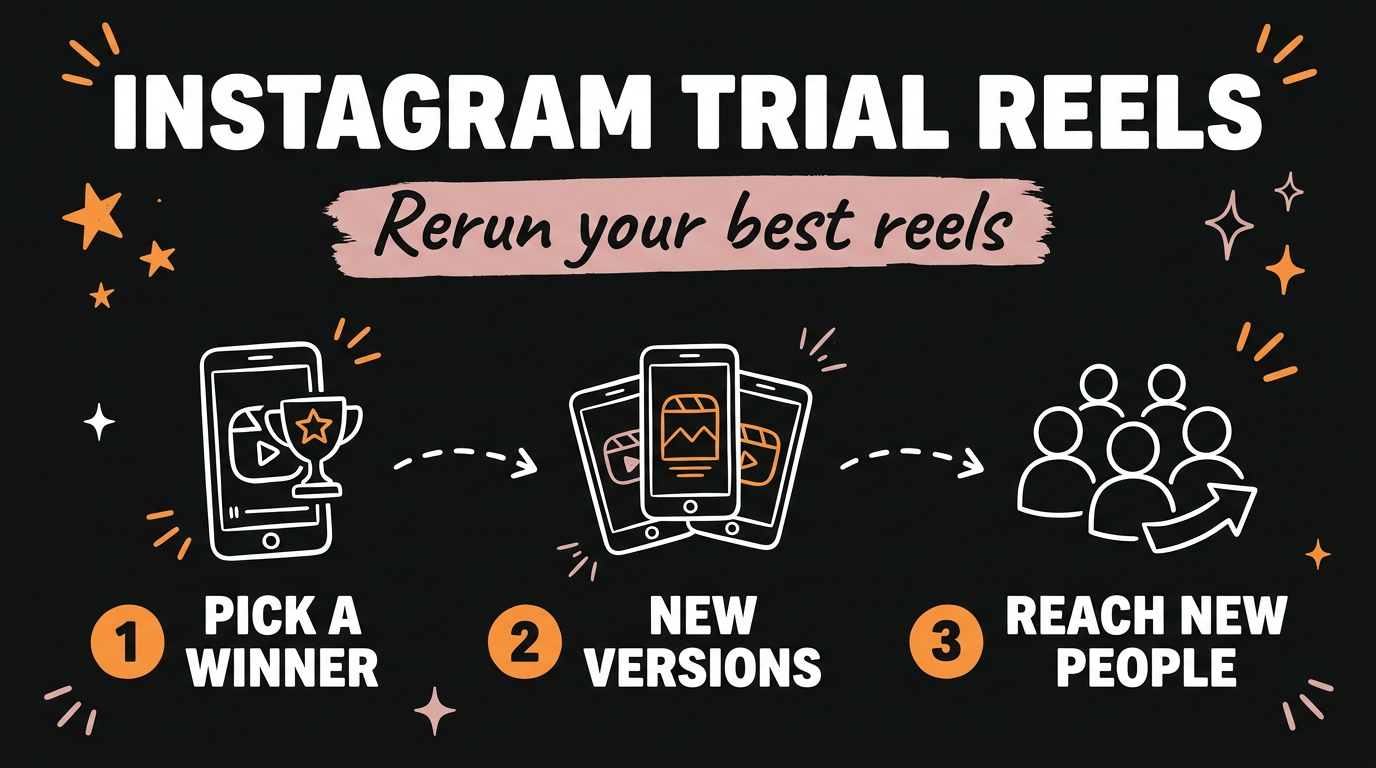 INSTAGRAM TRIAL REELS
Rerun your best reels
1
PICK A
WINNER
2
NEW
VERSIONS
3
REACH NEW
PEOPLE